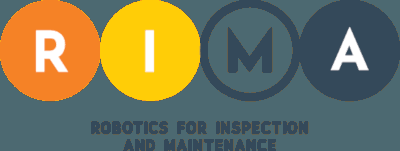 RIMA
ROBOTICS FOR INSPECTION
AND MAINTENANCE